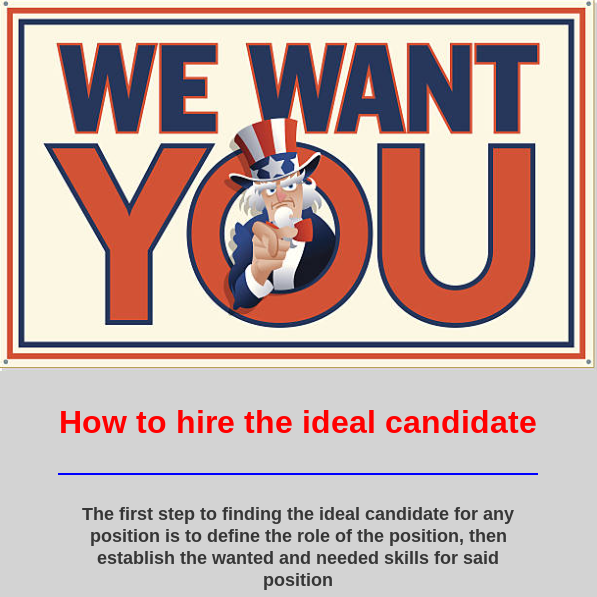 WE WANT
YOU
How to hire the ideal candidate
The first step to finding the ideal candidate for any
position is to define the role of the position, then
establish the wanted and needed skills for said
position